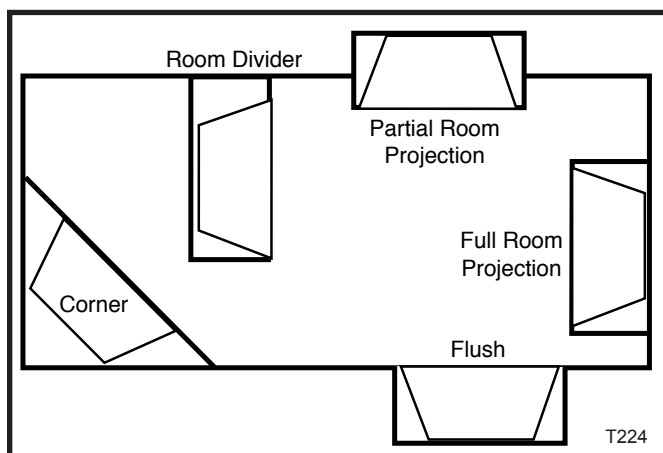 Room Divider
Partial Room
Projection
Full Room
Projection
Corner
Flush
T224